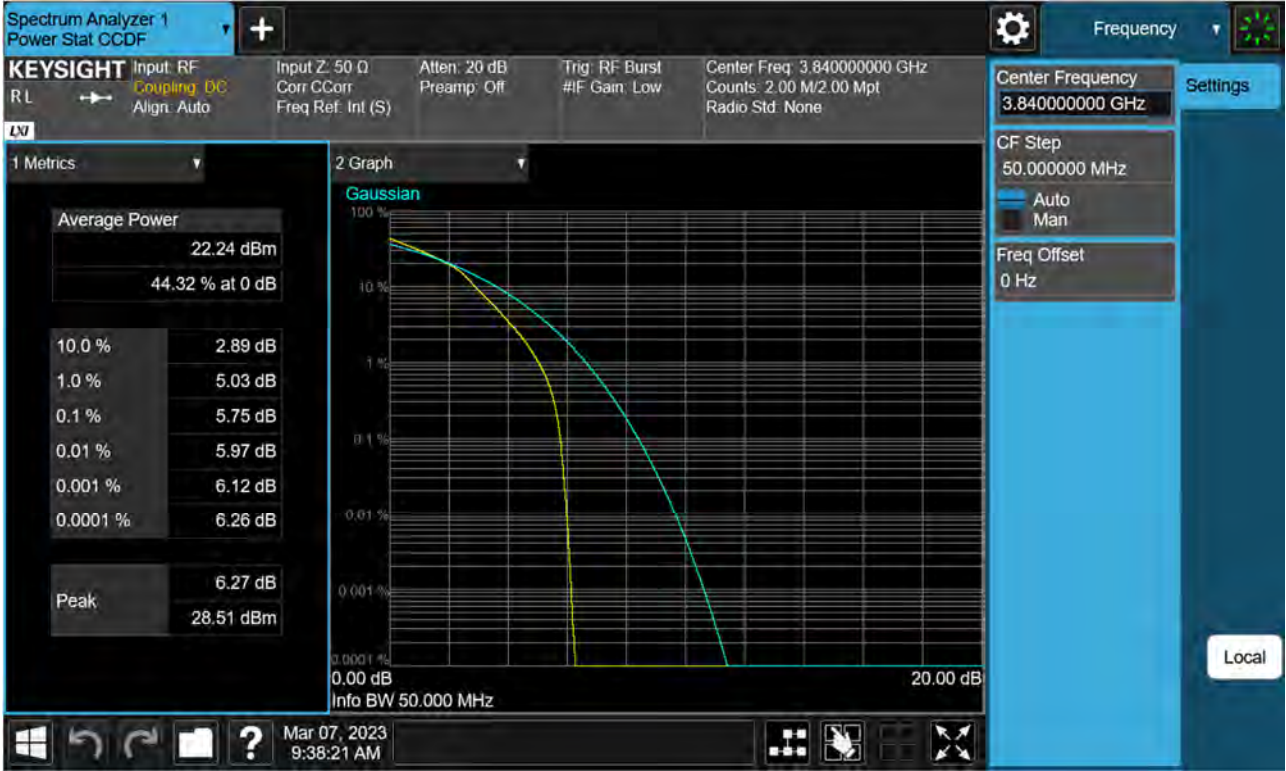 Spectrum Analyzer 1
Power Stat CCDF
Frequency
KEYSIGHT
RL
LXI
Input: RF
Coupling: DC
Align: Auto
Input Z: 50 Ω
Corr CCorr
Freq Ref: Int (S)
Atten: 20 dB
Preamp: Off
Trig: RF Burst
#IF Gain: Low
Center Freq: 3.840000000 GHz
Counts: 2.00 M/2.00 Mpt
Radio Std: None
Center Frequency
3.840000000 GHz
Settings
CF Step
50.000000 MHz
Auto
Man
Freq Offset
0 Hz
1 Metrics
Average Power
22.24 dBm
44.32 % at 0 dB
10.0 % 2.89 dB
1.0 % 5.03 dB
0.1 % 5.75 dB
0.01 % 5.97 dB
0.001 % 6.12 dB
0.0001 % 6.26 dB
Peak
6.27 dB
28.51 dBm
2 Graph
Gaussian
100 %
10 %
1 %
0.1 %
0.01 %
0.001 %
0.0001 %
0.00 dB 20.00 dB
Info BW 50.000 MHz
Local
? Mar 07, 2023
9:38:21 AM